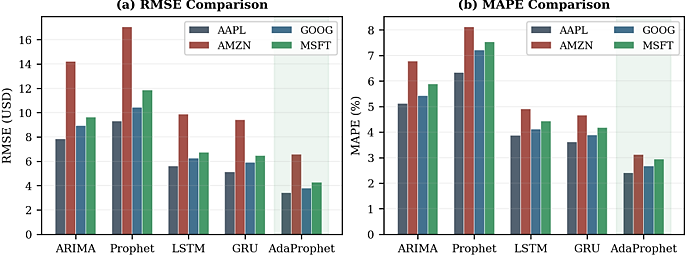 (a) RMSE Comparison
AAPL
AMZN
GOOG
MSFT
RMSE (USD)
16
14
12
10
8
6
4
2
0
ARIMA Prophet LSTM GRU AdaProphet
(b) MAPE Comparison
AAPL
AMZN
GOOG
MSFT
MAPE (%)
8
7
6
5
4
3
2
1
0
ARIMA Prophet LSTM GRU AdaProphet